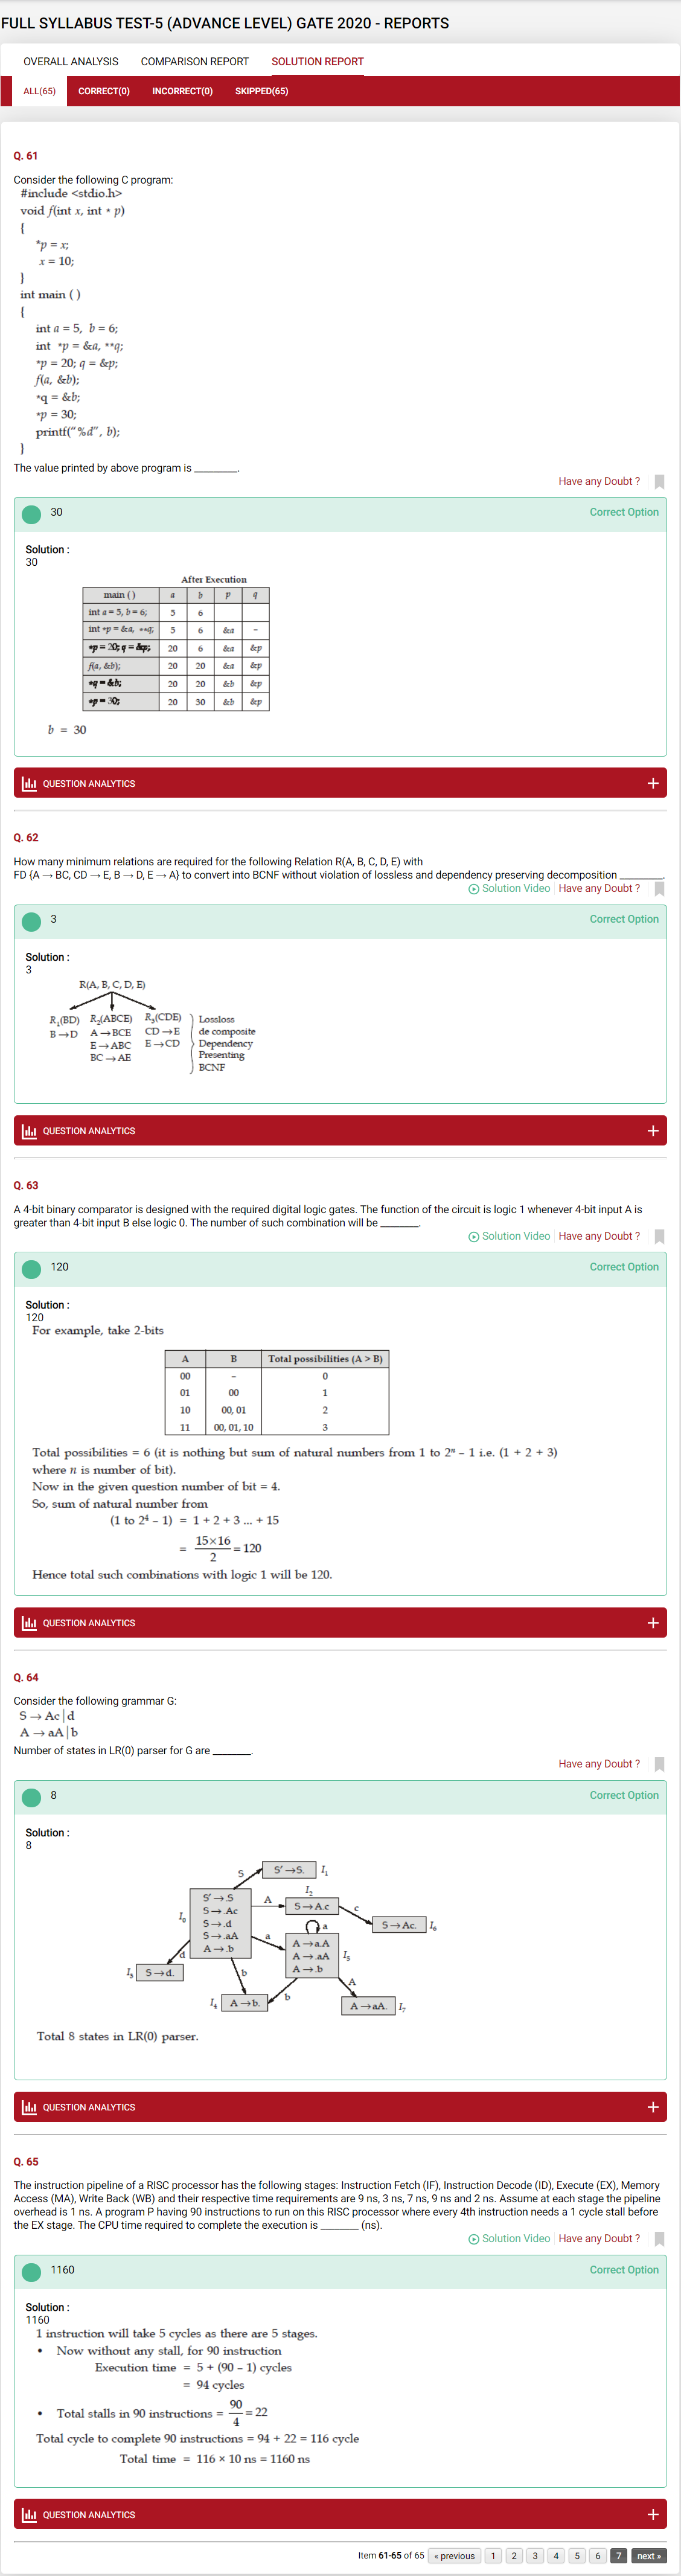 FULL SYLLABUS TEST-5 (ADVANCE LEVEL) GATE 2020 - REPORTS
OVERALL ANALYSIS COMPARISON REPORT SOLUTION REPORT
ALL(65) CORRECT(0) INCORRECT(0) SKIPPED(65)
Q. 61
Consider the following C program:
#include <stdio.h>
void f(int x, int * p)
{
*p = x;
x = 10;
}
int main ( )
{
int a = 5, b = 6;
int *p = &a, **q;
*p = 20; q = &p;
f(a, &b);
*q = &b;
*p = 30;
printf("%d", b);
}
The value printed by above program is ________.
Have any Doubt ?
30 Correct Option
Solution :
30
After Execution
main ( ) a b p q
int a = 5, b = 6; 5 6
int *p = &a, **q; 5 6 &a –
*p = 20; q = &p; 20 6 &a &p
f(a, &b); 20 20 &a &p
*q = &b; 20 20 &b &p
*p = 30; 20 30 &b &p
b = 30
QUESTION ANALYTICS +
Q. 62
How many minimum relations are required for the following Relation R(A, B, C, D, E) with
FD {A → BC, CD → E, B → D, E → A} to convert into BCNF without violation of lossless and dependency preserving decomposition ________.
Solution Video Have any Doubt ?
3 Correct Option
Solution :
3
R(A, B, C, D, E)
R₁(BD) R₂(ABCE) R₃(CDE) Lossloss
B → D A → BCE CD → E de composite
E → ABC E → CD Dependency
BC → AE Presenting
BCNF
QUESTION ANALYTICS +
Q. 63
A 4-bit binary comparator is designed with the required digital logic gates. The function of the circuit is logic 1 whenever 4-bit input A is
greater than 4-bit input B else logic 0. The number of such combination will be ________.
Solution Video Have any Doubt ?
120 Correct Option
Solution :
120
For example, take 2-bits
A B Total possibilities (A > B)
00 – 0
01 00 1
10 00, 01 2
11 00, 01, 10 3
Total possibilities = 6 (it is nothing but sum of natural numbers from 1 to 2ⁿ – 1 i.e. (1 + 2 + 3)
where n is number of bit).
Now in the given question number of bit = 4.
So, sum of natural number from
(1 to 2⁴ – 1) = 1 + 2 + 3 ... + 15
= 15×16/2 = 120
Hence total such combinations with logic 1 will be 120.
QUESTION ANALYTICS +
Q. 64
Consider the following grammar G:
S → Ac | d
A → aA | b
Number of states in LR(0) parser for G are ________.
Have any Doubt ?
8 Correct Option
Solution :
8
S S′ → S. I₁
I₂
S′ → .S A S → A.c
S → .Ac c
I₀ S → .d S → Ac. I₆
S → .aA a a
A → .b A → a.A
A → .aA I₅
d A → .b
I₃ S → d. b A
I₄ A → b. b A → aA. I₇
Total 8 states in LR(0) parser.
QUESTION ANALYTICS +
Q. 65
The instruction pipeline of a RISC processor has the following stages: Instruction Fetch (IF), Instruction Decode (ID), Execute (EX), Memory
Access (MA), Write Back (WB) and their respective time requirements are 9 ns, 3 ns, 7 ns, 9 ns and 2 ns. Assume at each stage the pipeline
overhead is 1 ns. A program P having 90 instructions to run on this RISC processor where every 4th instruction needs a 1 cycle stall before
the EX stage. The CPU time required to complete the execution is ________ (ns).
Solution Video Have any Doubt ?
1160 Correct Option
Solution :
1160
1 instruction will take 5 cycles as there are 5 stages.
• Now without any stall, for 90 instruction
Execution time = 5 + (90 – 1) cycles
= 94 cycles
• Total stalls in 90 instructions = 90/4 = 22
Total cycle to complete 90 instructions = 94 + 22 = 116 cycle
Total time = 116 × 10 ns = 1160 ns
QUESTION ANALYTICS +
Item 61-65 of 65 « previous 1 2 3 4 5 6 7 next »